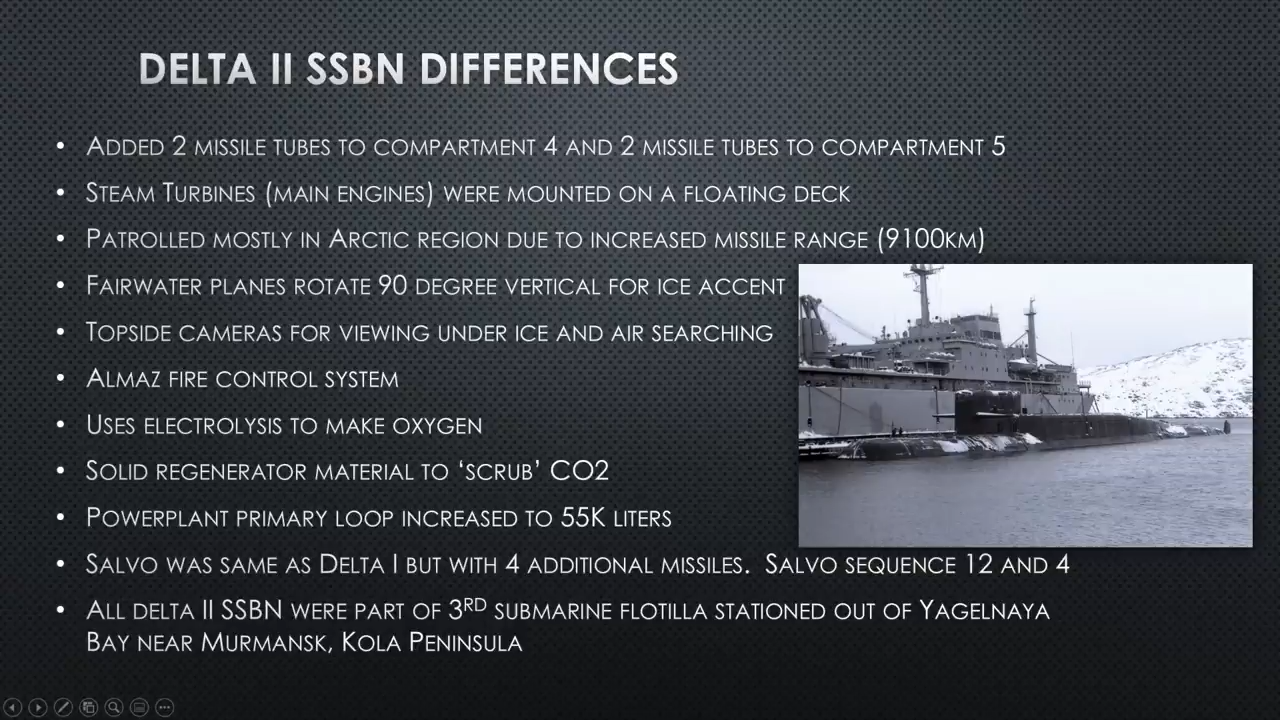 DELTA II SSBN DIFFERENCES
• ADDED 2 MISSILE TUBES TO COMPARTMENT 4 AND 2 MISSILE TUBES TO COMPARTMENT 5
• STEAM TURBINES (MAIN ENGINES) WERE MOUNTED ON A FLOATING DECK
• PATROLLED MOSTLY IN ARCTIC REGION DUE TO INCREASED MISSILE RANGE (9100KM)
• FAIRWATER PLANES ROTATE 90 DEGREE VERTICAL FOR ICE ACCENT
• TOPSIDE CAMERAS FOR VIEWING UNDER ICE AND AIR SEARCHING
• ALMAZ FIRE CONTROL SYSTEM
• USES ELECTROLYSIS TO MAKE OXYGEN
• SOLID REGENERATOR MATERIAL TO ‘SCRUB’ CO2
• POWERPLANT PRIMARY LOOP INCREASED TO 55K LITERS
• SALVO WAS SAME AS DELTA I BUT WITH 4 ADDITIONAL MISSILES. SALVO SEQUENCE 12 AND 4
• ALL DELTA II SSBN WERE PART OF 3RD SUBMARINE FLOTILLA STATIONED OUT OF YAGELNAYA
BAY NEAR MURMANSK, KOLA PENINSULA